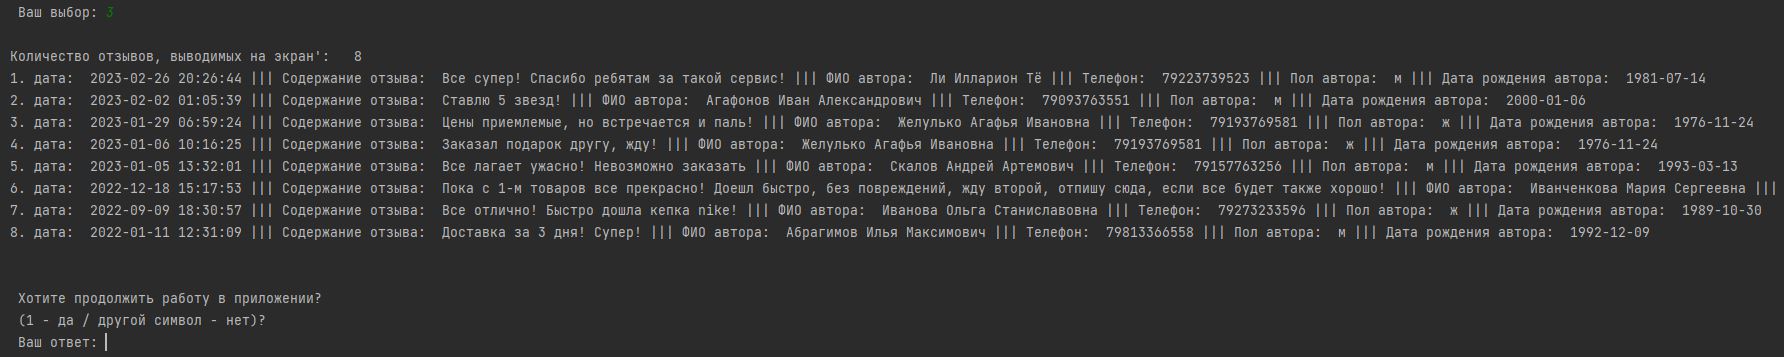 Ваш выбор: 3
Количество отзывов, выводимых на экран': 8
1. дата: 2023-02-26 20:26:44 ||| Содержание отзыва: Все супер! Спасибо ребятам за такой сервис! ||| ФИО автора: Ли Илларион Тё ||| Телефон: 79223739523 ||| Пол автора: м ||| Дата рождения автора: 1981-07-14
2. дата: 2023-02-02 01:05:39 ||| Содержание отзыва: Ставлю 5 звезд! ||| ФИО автора: Агафонов Иван Александрович ||| Телефон: 79093763551 ||| Пол автора: м ||| Дата рождения автора: 2000-01-06
3. дата: 2023-01-29 06:59:24 ||| Содержание отзыва: Цены приемлемые, но встречается и паль! ||| ФИО автора: Желулько Агафья Ивановна ||| Телефон: 79193769581 ||| Пол автора: ж ||| Дата рождения автора: 1976-11-24
4. дата: 2023-01-06 10:16:25 ||| Содержание отзыва: Заказал подарок другу, жду! ||| ФИО автора: Желулько Агафья Ивановна ||| Телефон: 79193769581 ||| Пол автора: ж ||| Дата рождения автора: 1976-11-24
5. дата: 2023-01-05 13:32:01 ||| Содержание отзыва: Все лагает ужасно! Невозможно заказать ||| ФИО автора: Скалов Андрей Артемович ||| Телефон: 79157763256 ||| Пол автора: м ||| Дата рождения автора: 1993-03-13
6. дата: 2022-12-18 15:17:53 ||| Содержание отзыва: Пока с 1-м товаров все прекрасно! Доешл быстро, без повреждений, жду второй, отпишу сюда, если все будет также хорошо! ||| ФИО автора: Иванченкова Мария Сергеевна |||
7. дата: 2022-09-09 18:30:57 ||| Содержание отзыва: Все отлично! Быстро дошла кепка nike! ||| ФИО автора: Иванова Ольга Станиславовна ||| Телефон: 79273233596 ||| Пол автора: ж ||| Дата рождения автора: 1989-10-30
8. дата: 2022-01-11 12:31:09 ||| Содержание отзыва: Доставка за 3 дня! Супер! ||| ФИО автора: Абрагимов Илья Максимович ||| Телефон: 79813366558 ||| Пол автора: м ||| Дата рождения автора: 1992-12-09
Хотите продолжить работу в приложении?
(1 - да / другой символ - нет)?
Ваш ответ: